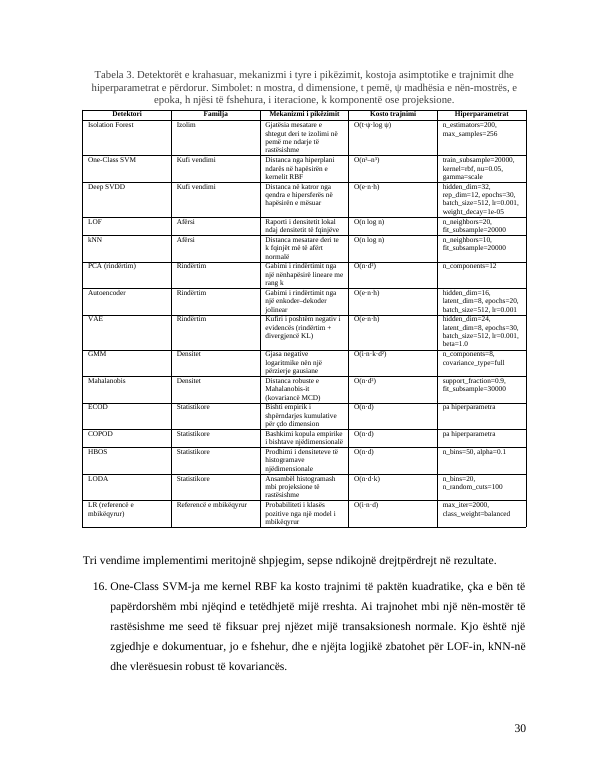 Tabela 3. Detektorët e krahasuar, mekanizmi i tyre i pikëzimit, kostoja asimptotike e trajnimit dhe
hiperparametrat e përdorur. Simbolet: n mostra, d dimensione, t pemë, ψ madhësia e nën-mostrës, e
epoka, h njësi të fshehura, i iteracione, k komponentë ose projeksione.
Detektori Familja Mekanizmi i pikëzimit Kosto trajnimi Hiperparametrat
Isolation Forest Izolim Gjatësia mesatare e O(t·ψ·log ψ) n_estimators=200,
shtegut deri te izolimi në max_samples=256
pemë me ndarje të
rastësishme
One-Class SVM Kufi vendimi Distanca nga hiperplani O(n²–n³) train_subsample=20000,
ndarës në hapësirën e kernel=rbf, nu=0.05,
kernelit RBF gamma=scale
Deep SVDD Kufi vendimi Distanca në katror nga O(e·n·h) hidden_dim=32,
qendra e hipersferës në rep_dim=12, epochs=30,
hapësirën e mësuar batch_size=512, lr=0.001,
weight_decay=1e-05
LOF Afërsi Raporti i densitetit lokal O(n log n) n_neighbors=20,
ndaj densitetit të fqinjëve fit_subsample=20000
kNN Afërsi Distanca mesatare deri te O(n log n) n_neighbors=10,
k fqinjët më të afërt fit_subsample=20000
normalë
PCA (rindërtim) Rindërtim Gabimi i rindërtimit nga O(n·d²) n_components=12
një nënhapësirë lineare me
rang k
Autoencoder Rindërtim Gabimi i rindërtimit nga O(e·n·h) hidden_dim=16,
një enkoder–dekoder latent_dim=8, epochs=20,
jolinear batch_size=512, lr=0.001
VAE Rindërtim Kufiri i poshtëm negativ i O(e·n·h) hidden_dim=24,
evidencës (rindërtim + latent_dim=8, epochs=30,
divergjencë KL) batch_size=512, lr=0.001,
beta=1.0
GMM Densitet Gjasa negative O(i·n·k·d²) n_components=8,
logaritmike nën një covariance_type=full
përzierje gausiane
Mahalanobis Densitet Distanca robuste e O(n·d²) support_fraction=0.9,
Mahalanobis-it fit_subsample=30000
(kovariancë MCD)
ECOD Statistikore Bishti empirik i O(n·d) pa hiperparametra
shpërndarjes kumulative
për çdo dimension
COPOD Statistikore Bashkimi kopula empirike O(n·d) pa hiperparametra
i bishtave njëdimensionalë
HBOS Statistikore Prodhimi i densiteteve të O(n·d) n_bins=50, alpha=0.1
histogramave
njëdimensionale
LODA Statistikore Ansambël histogramash O(n·d·k) n_bins=20,
mbi projeksione të n_random_cuts=100
rastësishme
LR (referencë e Referencë e mbikëqyrur Probabiliteti i klasës O(i·n·d) max_iter=2000,
mbikëqyrur) pozitive nga një model i class_weight=balanced
mbikëqyrur
Tri vendime implementimi meritojnë shpjegim, sepse ndikojnë drejtpërdrejt në rezultate.
16. One-Class SVM-ja me kernel RBF ka kosto trajnimi të paktën kuadratike, çka e bën të
papërdorshëm mbi njëqind e tetëdhjetë mijë rreshta. Ai trajnohet mbi një nën-mostër të
rastësishme me seed të fiksuar prej njëzet mijë transaksionesh normale. Kjo është një
zgjedhje e dokumentuar, jo e fshehur, dhe e njëjta logjikë zbatohet për LOF-in, kNN-në
dhe vlerësuesin robust të kovariancës.
30